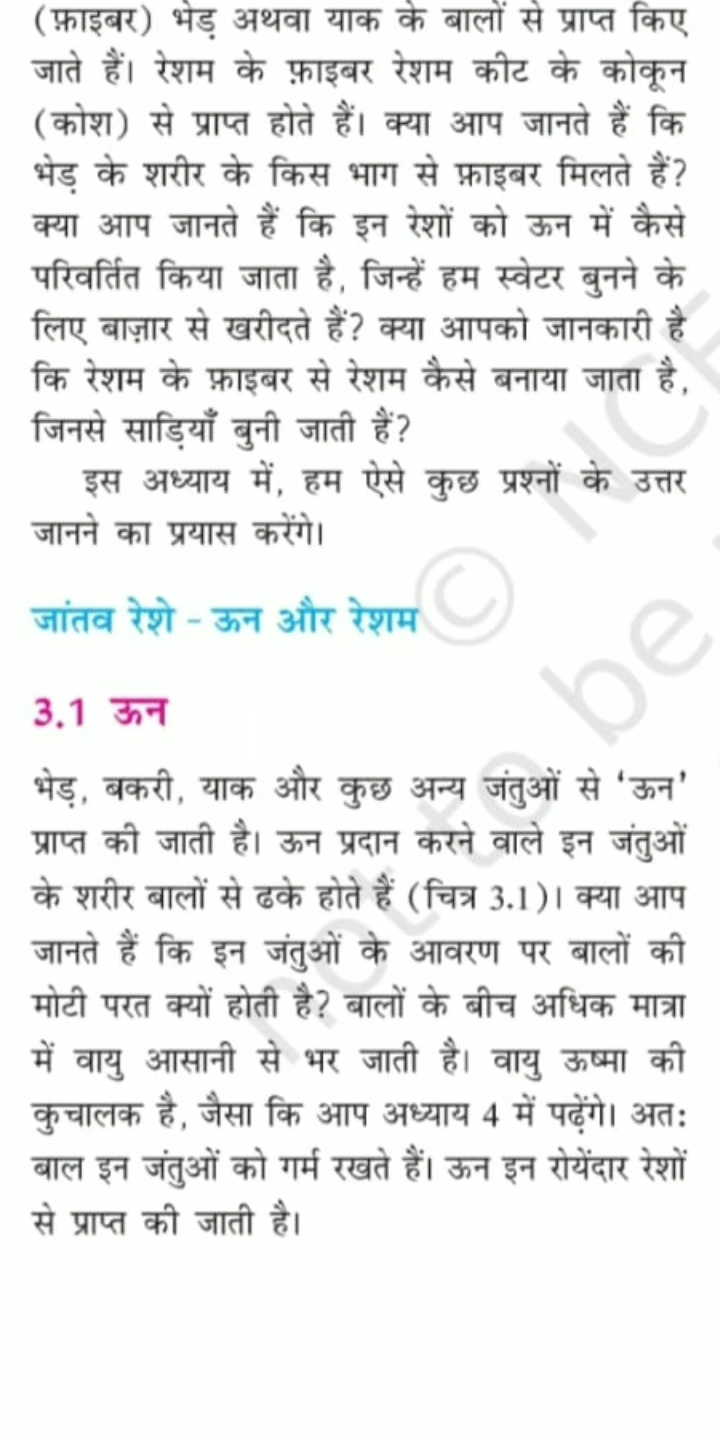 (फ़ाइबर) भेड़ अथवा याक के बालों से प्राप्त किए
जाते हैं। रेशम के फ़ाइबर रेशम कीट के कोकून
(कोश) से प्राप्त होते हैं। क्या आप जानते हैं कि
भेड़ के शरीर के किस भाग से फ़ाइबर मिलते हैं?
क्या आप जानते हैं कि इन रेशों को ऊन में कैसे
परिवर्तित किया जाता है, जिन्हें हम स्वेटर बुनने के
लिए बाज़ार से खरीदते हैं? क्या आपको जानकारी है
कि रेशम के फ़ाइबर से रेशम कैसे बनाया जाता है,
जिनसे साड़ियाँ बुनी जाती हैं?
इस अध्याय में, हम ऐसे कुछ प्रश्नों के उत्तर
जानने का प्रयास करेंगे।
जांतव रेशे - ऊन और रेशम
3.1 ऊन
भेड़, बकरी, याक और कुछ अन्य जंतुओं से ‘ऊन’
प्राप्त की जाती है। ऊन प्रदान करने वाले इन जंतुओं
के शरीर बालों से ढके होते हैं (चित्र 3.1)। क्या आप
जानते हैं कि इन जंतुओं के आवरण पर बालों की
मोटी परत क्यों होती है? बालों के बीच अधिक मात्रा
में वायु आसानी से भर जाती है। वायु ऊष्मा की
कुचालक है, जैसा कि आप अध्याय 4 में पढ़ेंगे। अतः
बाल इन जंतुओं को गर्म रखते हैं। ऊन इन रोयेंदार रेशों
से प्राप्त की जाती है।
© NCE
not to be